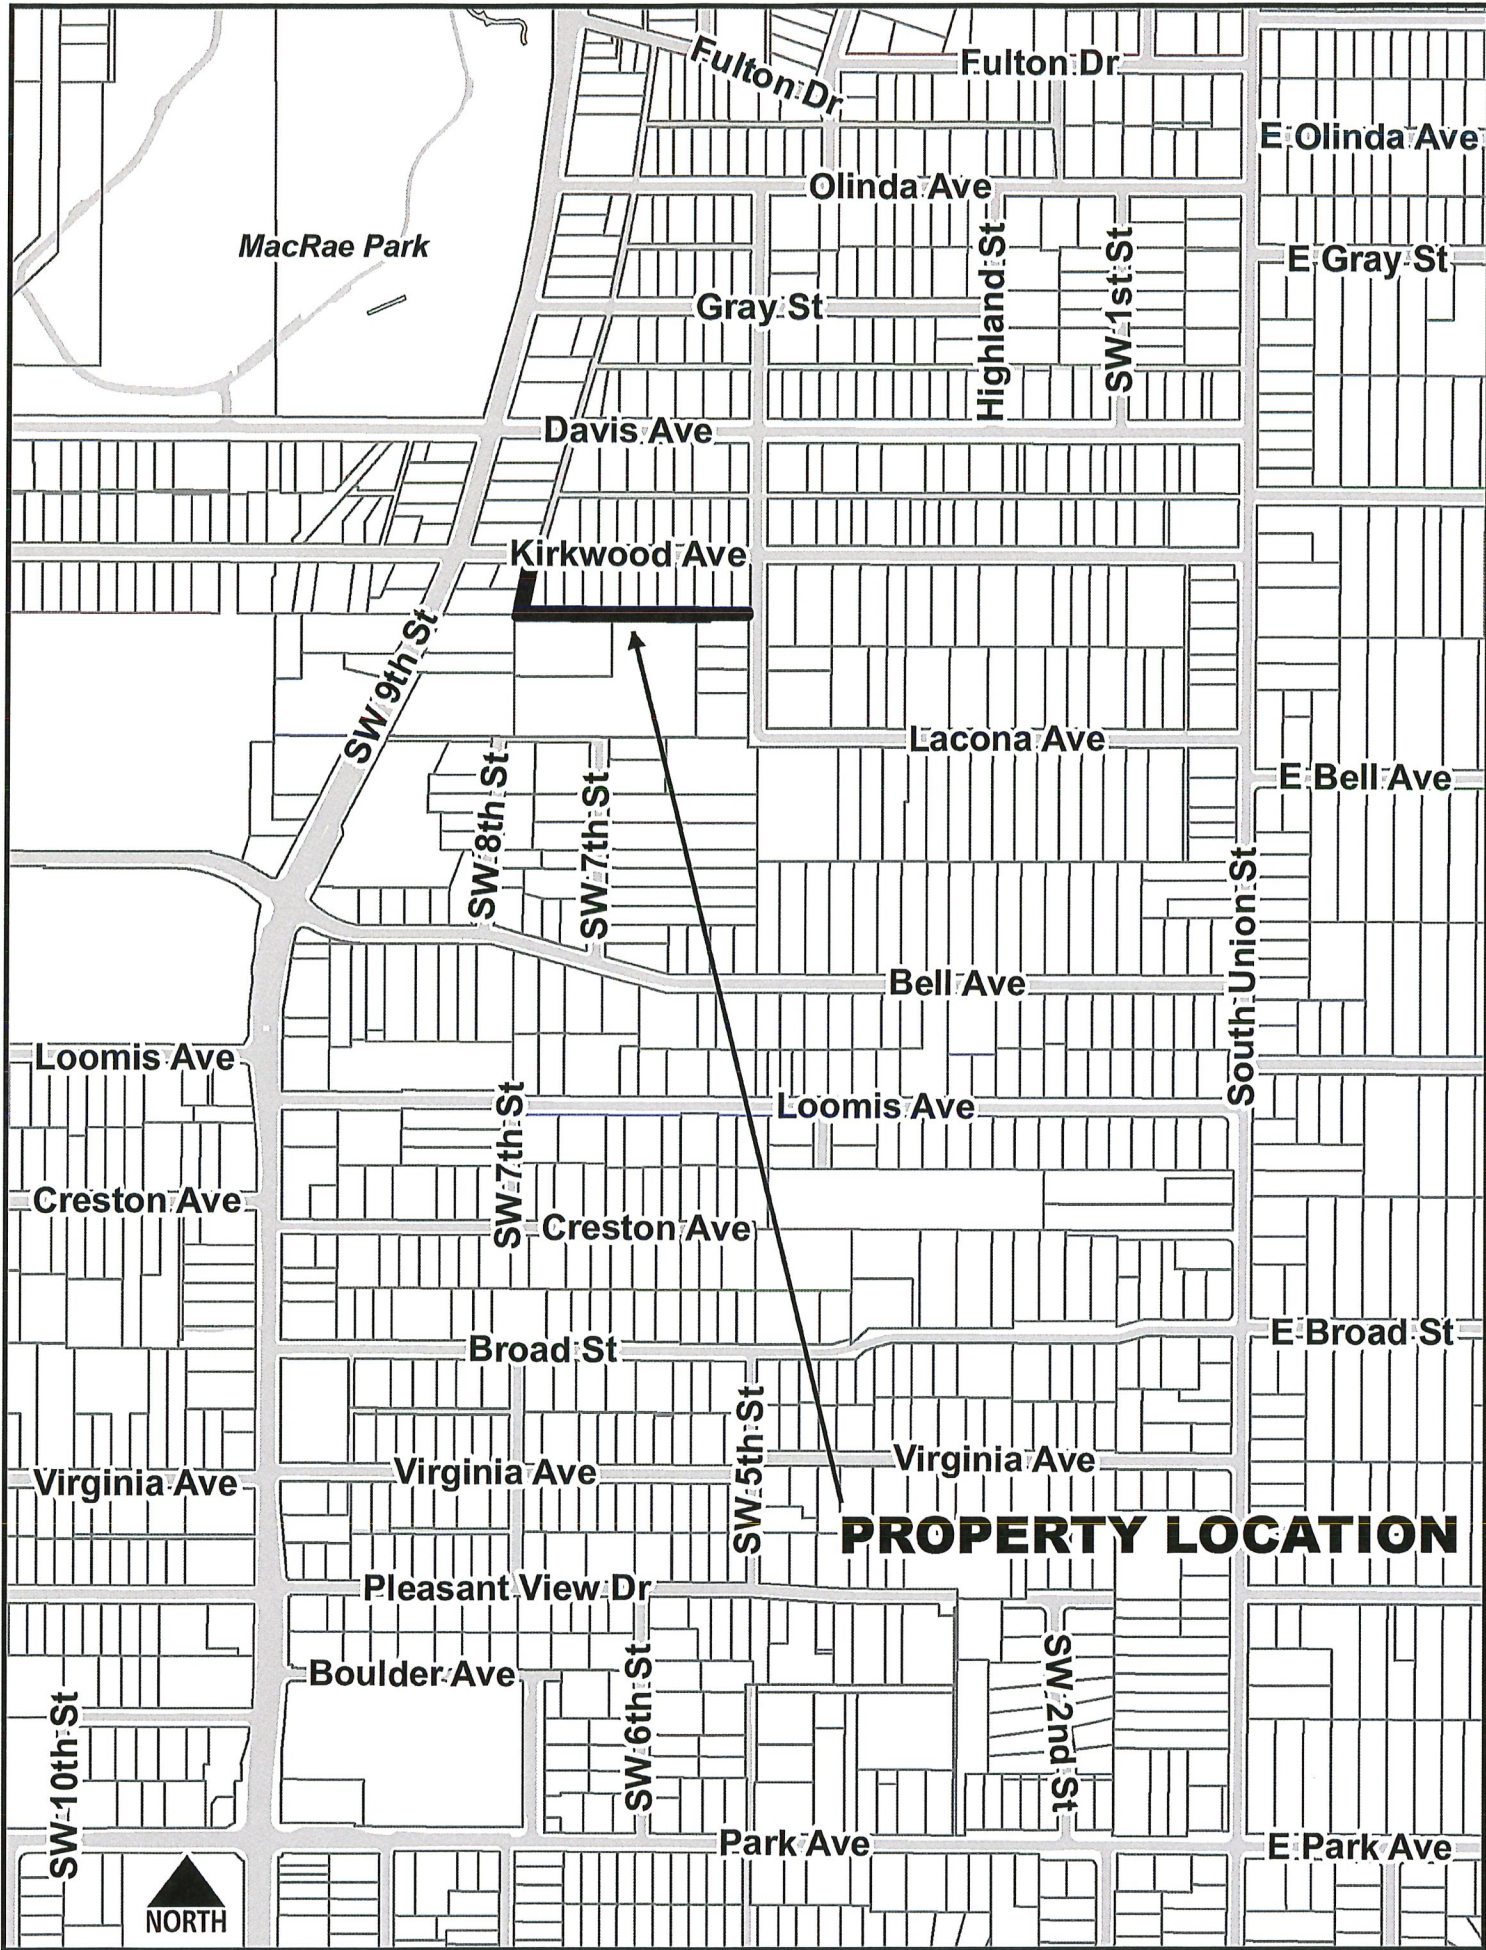 Fulton Dr
Fulton Dr
E Olinda Ave
Olinda Ave
MacRae Park
Highland St
SW 1st St
E Gray St
Gray St
Davis Ave
Kirkwood Ave
SW 9th St
Lacona Ave
SW 8th St
SW 7th St
E Bell Ave
South Union St
Bell Ave
Loomis Ave
Loomis Ave
SW 7th St
Creston Ave
Creston Ave
E Broad St
Broad St
SW 5th St
Virginia Ave
Virginia Ave
Virginia Ave
PROPERTY LOCATION
Pleasant View Dr
Boulder Ave
SW 6th St
SW 2nd St
SW 10th St
Park Ave
E Park Ave
NORTH